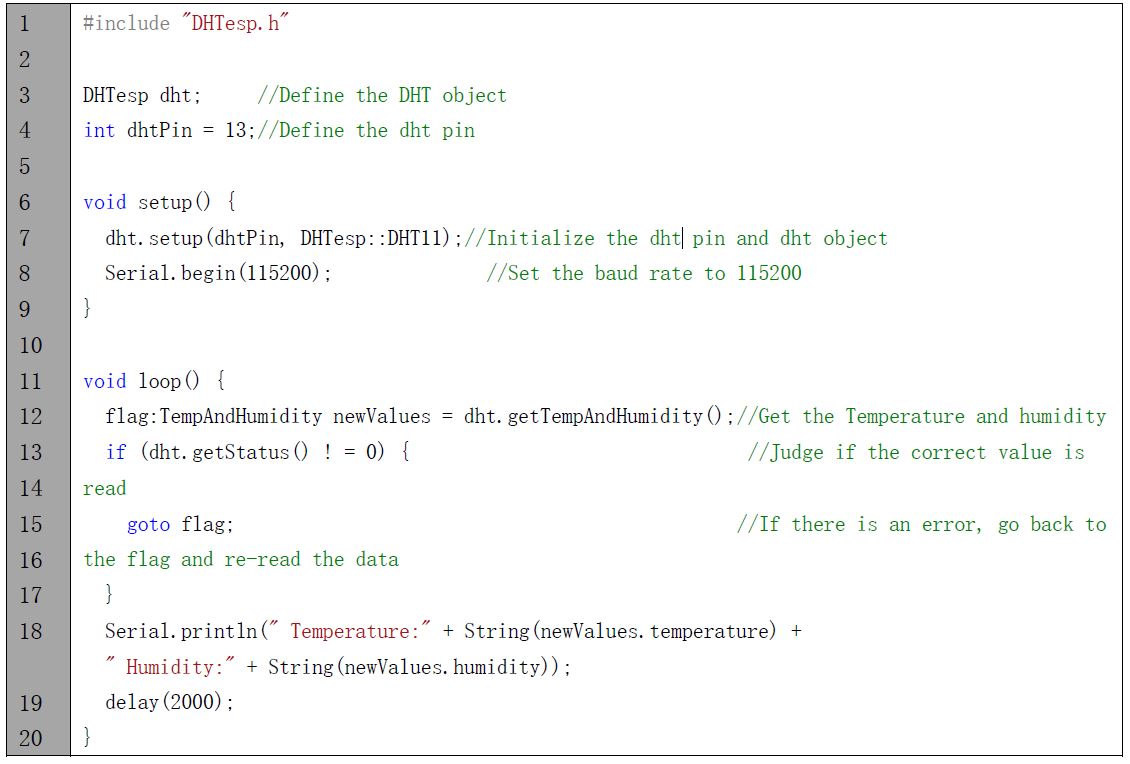 1 #include "DHTesp.h"
2
3 DHTesp dht;     //Define the DHT object
4 int dhtPin = 13;//Define the dht pin
5
6 void setup() {
7   dht.setup(dhtPin, DHTesp::DHT11);//Initialize the dht pin and dht object
8   Serial.begin(115200);              //Set the baud rate to 115200
9 }
10
11 void loop() {
12   flag:TempAndHumidity newValues = dht.getTempAndHumidity();//Get the Temperature and humidity
13   if (dht.getStatus() ! = 0) {                               //Judge if the correct value is
14 read
15     goto flag;                                              //If there is an error, go back to
16 the flag and re-read the data
17   }
18   Serial.println(" Temperature:" + String(newValues.temperature) +
  " Humidity:" + String(newValues.humidity));
19   delay(2000);
20 }